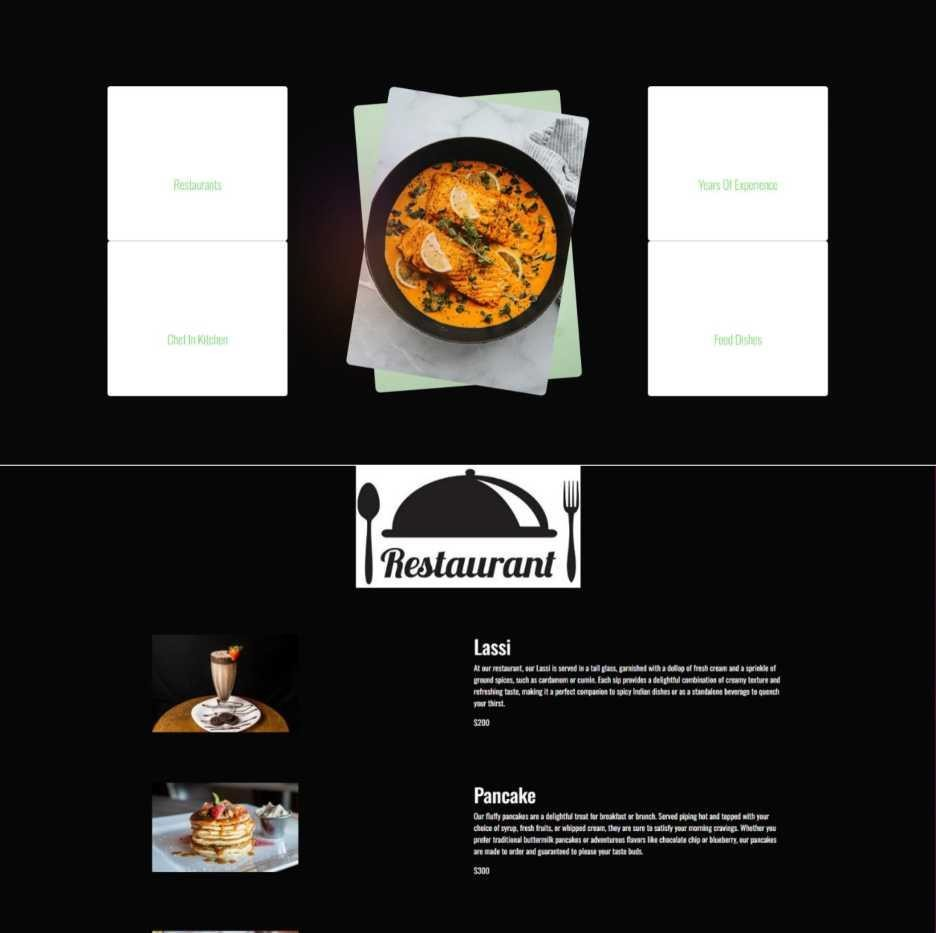 Restaurants
Years Of Experience
Chef In Kitchen
Food Dishes
Restaurant
Lassi
At our restaurant, our Lassi is served in a tall glass, garnished with a dollop of fresh cream and a sprinkle of
ground spices, such as cardamom or cumin. Each sip provides a delightful combination of creamy texture and
refreshing taste, making it a perfect companion to spicy Indian dishes or as a standalone beverage to quench
your thirst.
$200
Pancake
Our fluffy pancakes are a delightful treat for breakfast or brunch. Served piping hot and topped with your
choice of syrup, fresh fruits, or whipped cream, they are sure to satisfy your morning cravings. Whether you
prefer traditional buttermilk pancakes or adventurous flavors like chocolate chip or blueberry, our pancakes
are made to order and guaranteed to please your taste buds.
$300